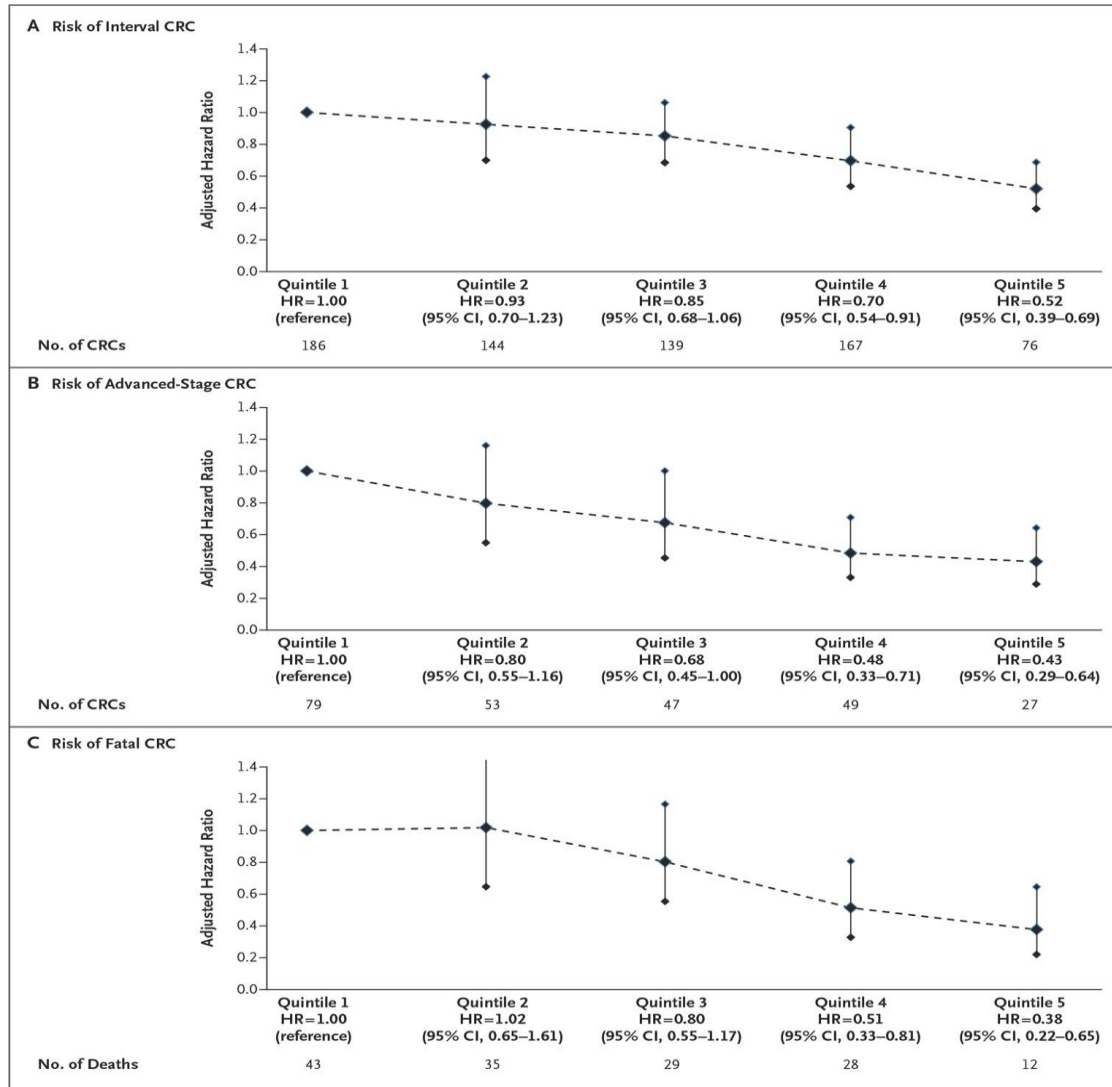 A Risk of Interval CRC
Adjusted Hazard Ratio
1.4
1.2
1.0
0.8
0.6
0.4
0.2
0.0
Quintile 1 Quintile 2 Quintile 3 Quintile 4 Quintile 5
HR=1.00 HR=0.93 HR=0.85 HR=0.70 HR=0.52
(reference) (95% CI, 0.70–1.23) (95% CI, 0.68–1.06) (95% CI, 0.54–0.91) (95% CI, 0.39–0.69)
No. of CRCs 186 144 139 167 76
B Risk of Advanced-Stage CRC
Adjusted Hazard Ratio
1.4
1.2
1.0
0.8
0.6
0.4
0.2
0.0
Quintile 1 Quintile 2 Quintile 3 Quintile 4 Quintile 5
HR=1.00 HR=0.80 HR=0.68 HR=0.48 HR=0.43
(reference) (95% CI, 0.55–1.16) (95% CI, 0.45–1.00) (95% CI, 0.33–0.71) (95% CI, 0.29–0.64)
No. of CRCs 79 53 47 49 27
C Risk of Fatal CRC
Adjusted Hazard Ratio
1.4
1.2
1.0
0.8
0.6
0.4
0.2
0.0
Quintile 1 Quintile 2 Quintile 3 Quintile 4 Quintile 5
HR=1.00 HR=1.02 HR=0.80 HR=0.51 HR=0.38
(reference) (95% CI, 0.65–1.61) (95% CI, 0.55–1.17) (95% CI, 0.33–0.81) (95% CI, 0.22–0.65)
No. of Deaths 43 35 29 28 12